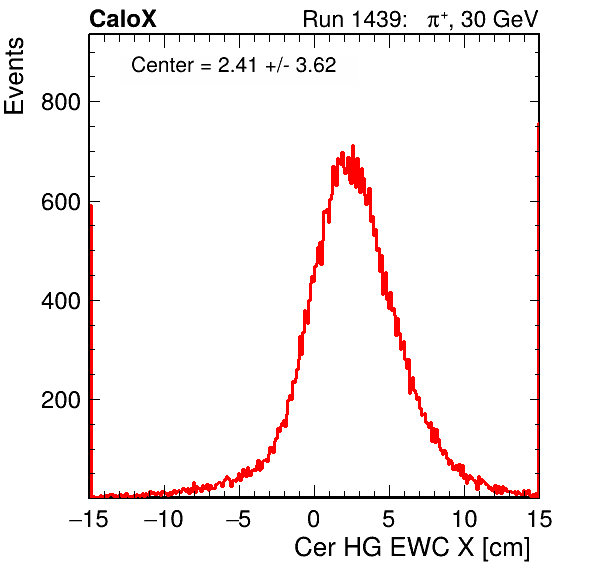 CaloX Run 1439: π⁺, 30 GeV
Events
Center = 2.41 +/- 3.62
800
600
400
200
−15 −10 −5 0 5 10 15
Cer HG EWC X [cm]